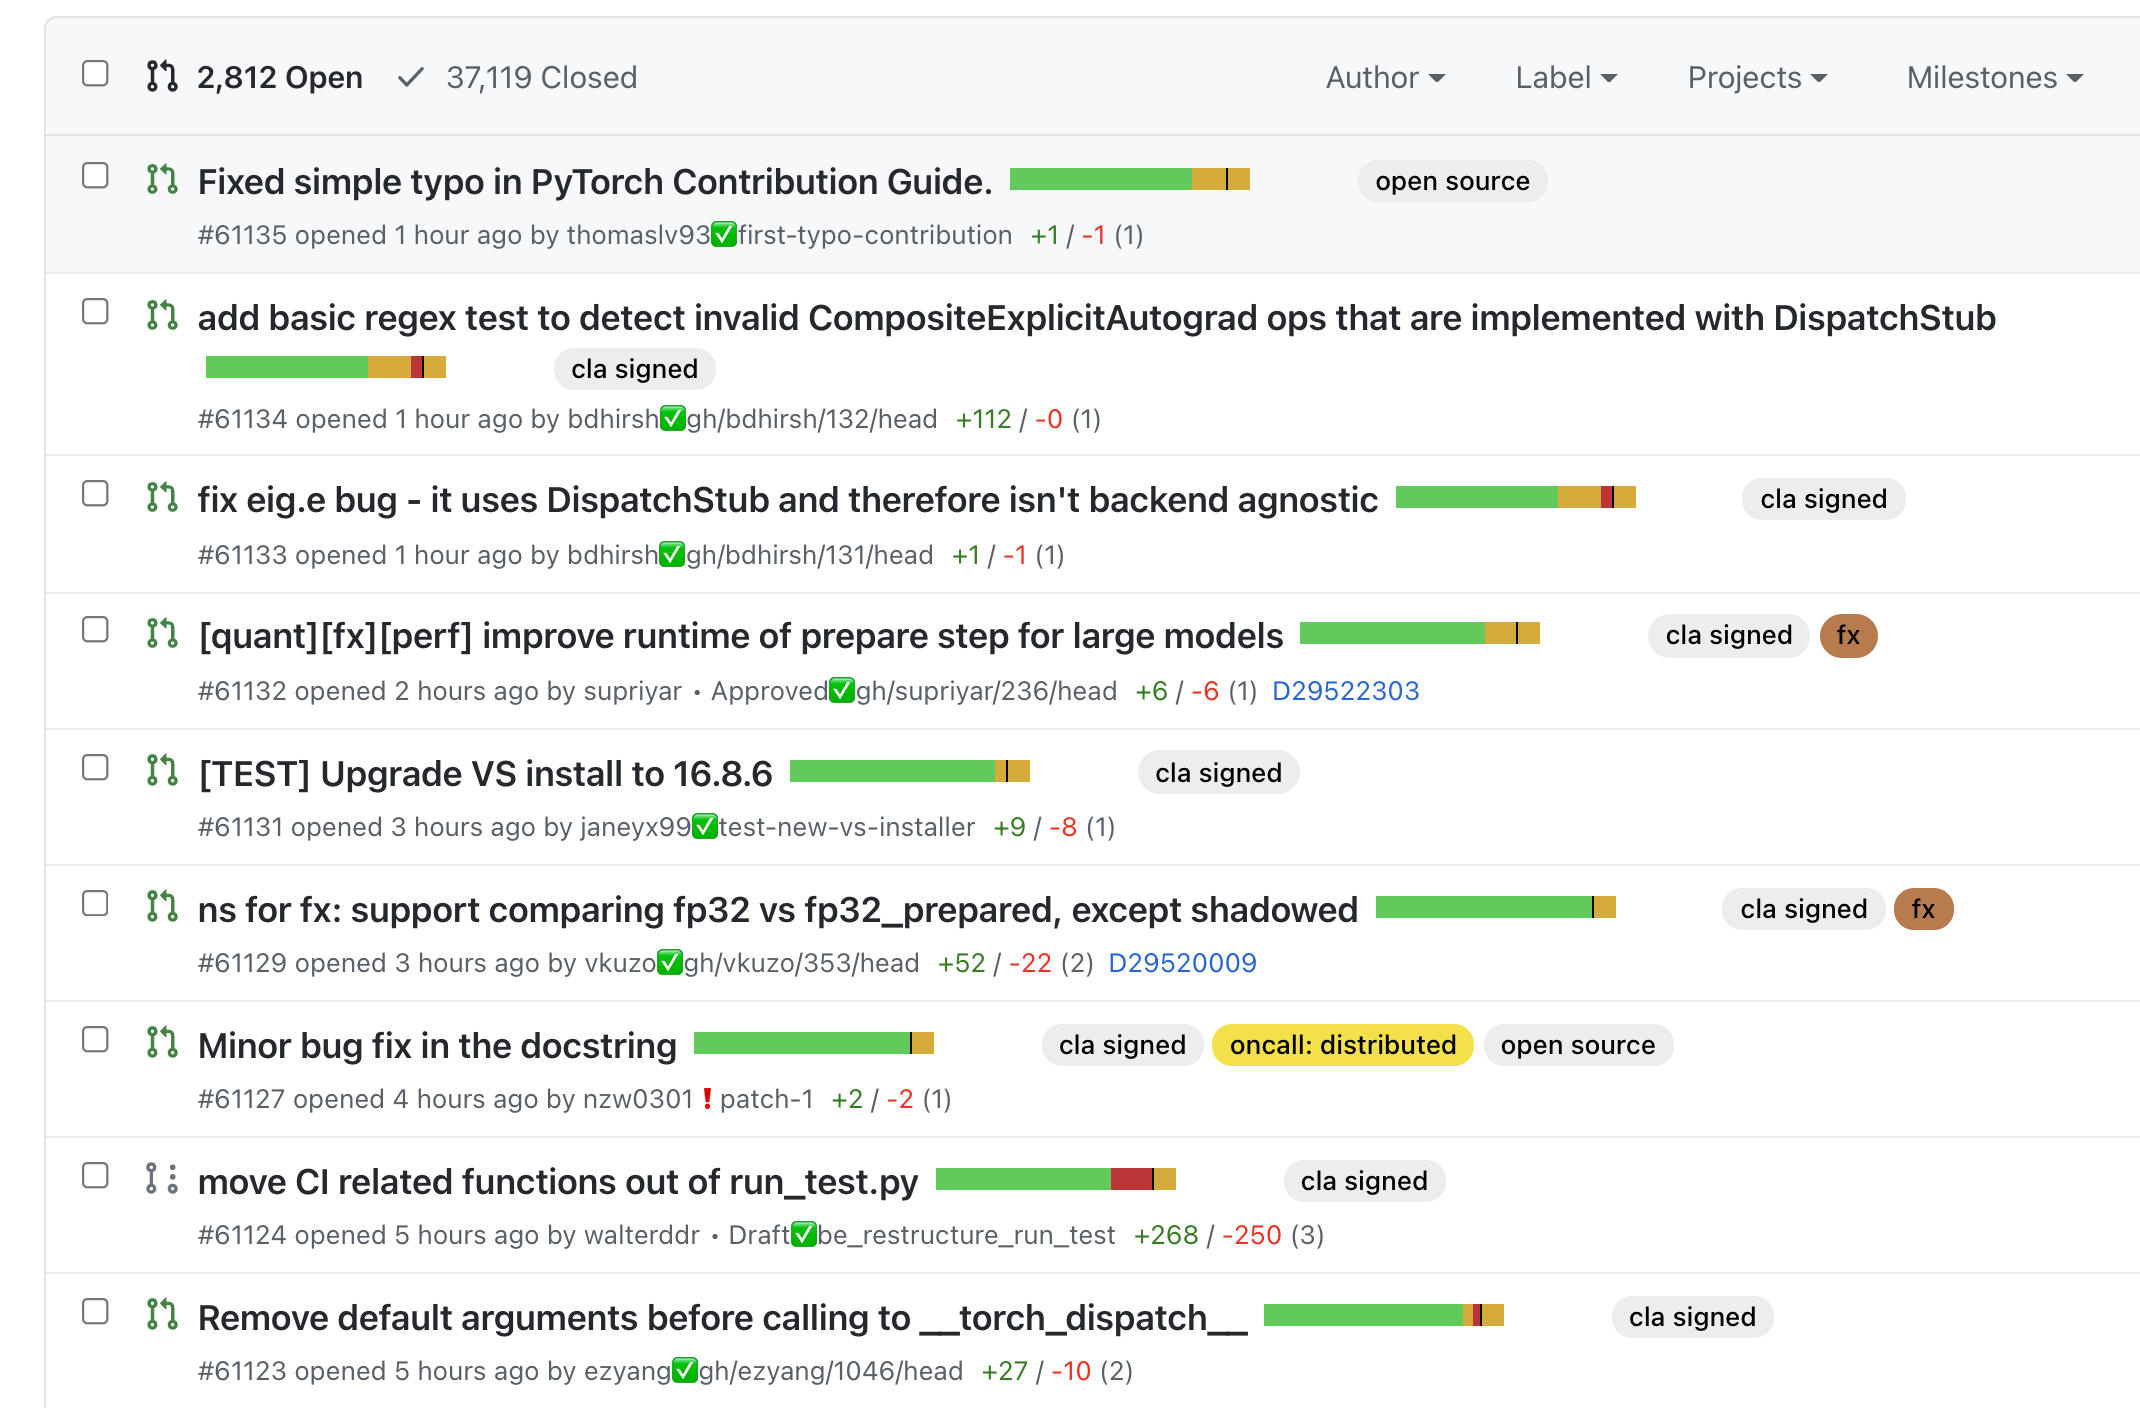 2,812 Open 37,119 Closed Author Label Projects Milestones
Fixed simple typo in PyTorch Contribution Guide. open source
#61135 opened 1 hour ago by thomaslv93✅first-typo-contribution +1 / -1 (1)
add basic regex test to detect invalid CompositeExplicitAutograd ops that are implemented with DispatchStub
cla signed
#61134 opened 1 hour ago by bdhirsh✅gh/bdhirsh/132/head +112 / -0 (1)
fix eig.e bug - it uses DispatchStub and therefore isn't backend agnostic cla signed
#61133 opened 1 hour ago by bdhirsh✅gh/bdhirsh/131/head +1 / -1 (1)
[quant][fx][perf] improve runtime of prepare step for large models cla signed fx
#61132 opened 2 hours ago by supriyar • Approved✅gh/supriyar/236/head +6 / -6 (1) D29522303
[TEST] Upgrade VS install to 16.8.6 cla signed
#61131 opened 3 hours ago by janeyx99✅test-new-vs-installer +9 / -8 (1)
ns for fx: support comparing fp32 vs fp32_prepared, except shadowed cla signed fx
#61129 opened 3 hours ago by vkuzo✅gh/vkuzo/353/head +52 / -22 (2) D29520009
Minor bug fix in the docstring cla signed oncall: distributed open source
#61127 opened 4 hours ago by nzw0301❗patch-1 +2 / -2 (1)
move CI related functions out of run_test.py cla signed
#61124 opened 5 hours ago by walterddr • Draft✅be_restructure_run_test +268 / -250 (3)
Remove default arguments before calling to __torch_dispatch__ cla signed
#61123 opened 5 hours ago by ezyang✅gh/ezyang/1046/head +27 / -10 (2)